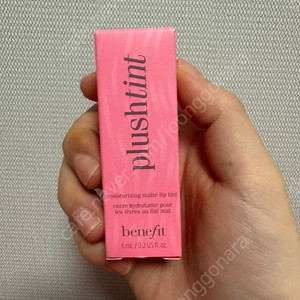 plushtint
moisturizing matte lip tint
encre hydratante pour
les lèvres au fini mat
benefit
6 mL / 0.2 US fl. oz.